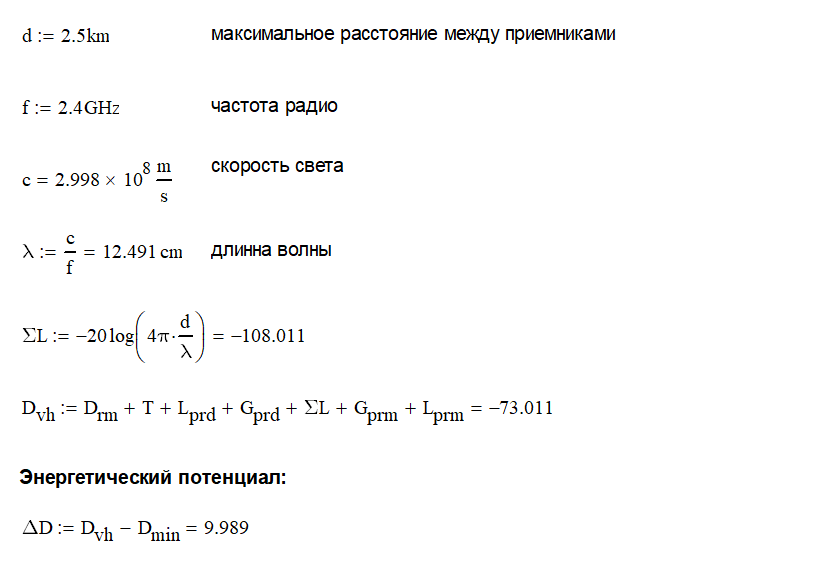 d := 2.5km максимальное расстояние между приемниками
f := 2.4GHz частота радио
c = 2.998 × 10^8 m/s скорость света
λ := c/f = 12.491 cm длинна волны
ΣL := −20log(4π·d/λ) = −108.011
D_vh := D_rm + T + L_prd + G_prd + ΣL + G_prm + L_prm = −73.011
Энергетический потенциал:
ΔD := D_vh − D_min = 9.989